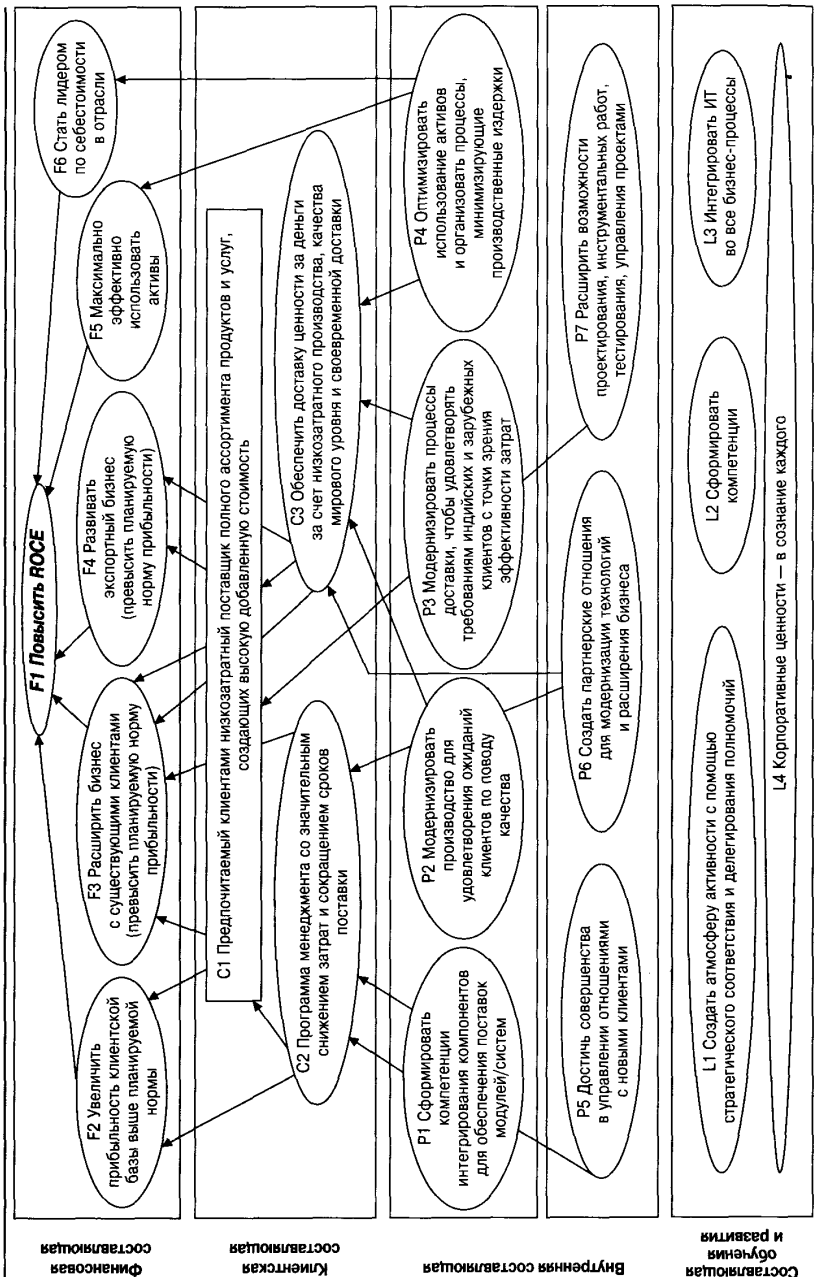 Финансовая
составляющая
F1 Повысить ROCE
F2 Увеличить
прибыльность клиентской
базы выше планируемой
нормы
F3 Расширить бизнес
с существующими клиентами
(превысить планируемую норму
прибыльности)
F4 Развивать
экспортный бизнес
(превысить планируемую
норму прибыльности)
F5 Максимально
эффективно
использовать
активы
F6 Стать лидером
по себестоимости
в отрасли
Клиентская
составляющая
C1 Предпочитаемый клиентами низкозатратный поставщик полного ассортимента продуктов и услуг,
создающих высокую добавленную стоимость
C2 Программа менеджмента со значительным
снижением затрат и сокращением сроков
поставки
C3 Обеспечить доставку ценности за деньги
за счет низкозатратного производства, качества
мирового уровня и своевременной доставки
Внутренняя составляющая
P1 Сформировать
компетенции
интегрирования компонентов
для обеспечения поставок
модулей/систем
P2 Модернизировать
производство для
удовлетворения ожиданий
клиентов по поводу
качества
P3 Модернизировать процессы
доставки, чтобы удовлетворять
требованиям индийских и зарубежных
клиентов с точки зрения
эффективности затрат
P4 Оптимизировать
использование активов
и организовать процессы,
минимизирующие
производственные издержки
P5 Достичь совершенства
в управлении отношениями
с новыми клиентами
P6 Создать партнерские отношения
для модернизации технологий
и расширения бизнеса
P7 Расширить возможности
проектирования, инструментальных работ,
тестирования, управления проектами
Составляющая
обучения
и развития
L1 Создать атмосферу активности с помощью
стратегического соответствия и делегирования полномочий
L2 Сформировать
компетенции
L3 Интегрировать ИТ
во все бизнес-процессы
L4 Корпоративные ценности — в сознание каждого